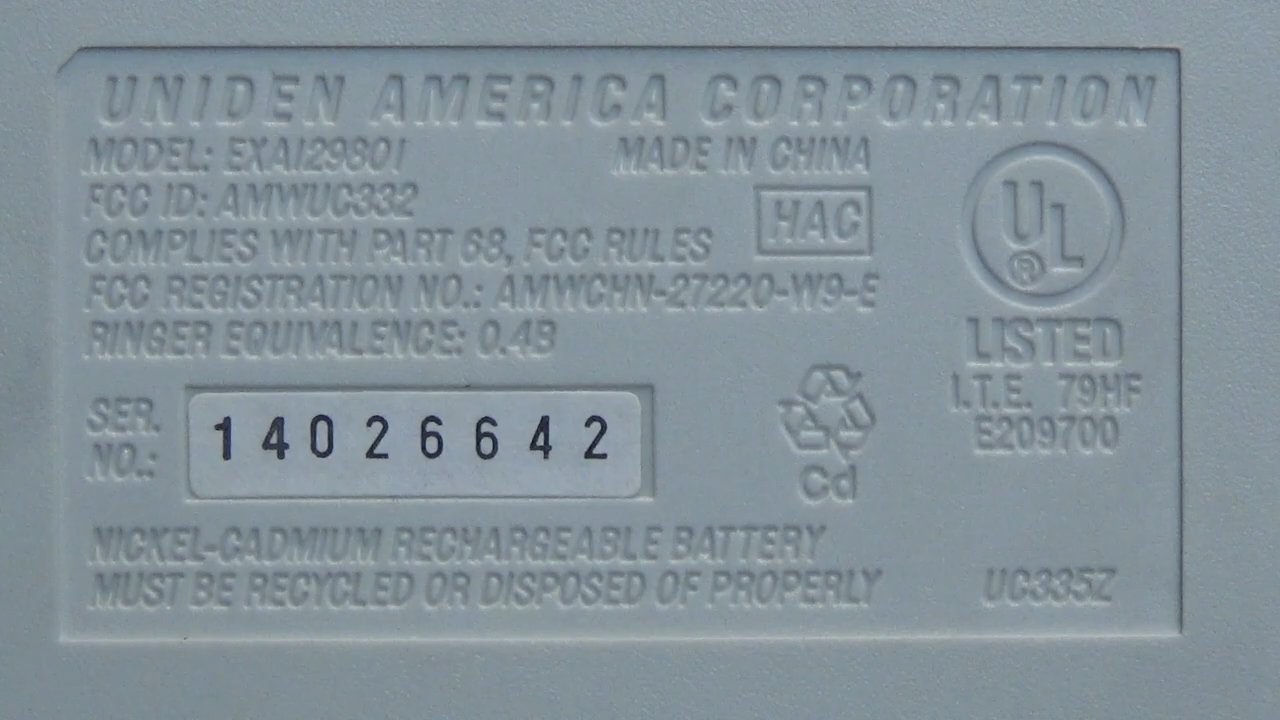 UNIDEN AMERICA CORPORATION
MODEL: EXAI2980I MADE IN CHINA
FCC ID: AMWUC332
HAC
COMPLIES WITH PART 68, FCC RULES
FCC REGISTRATION NO.: AMWCHN-27220-W9-E
RINGER EQUIVALENCE: 0.4B
UL
®
LISTED
I.T.E. 79HF
E209700
SER.
NO.:
14026642
Cd
NICKEL-CADMIUM RECHARGEABLE BATTERY
MUST BE RECYCLED OR DISPOSED OF PROPERLY
UC335Z